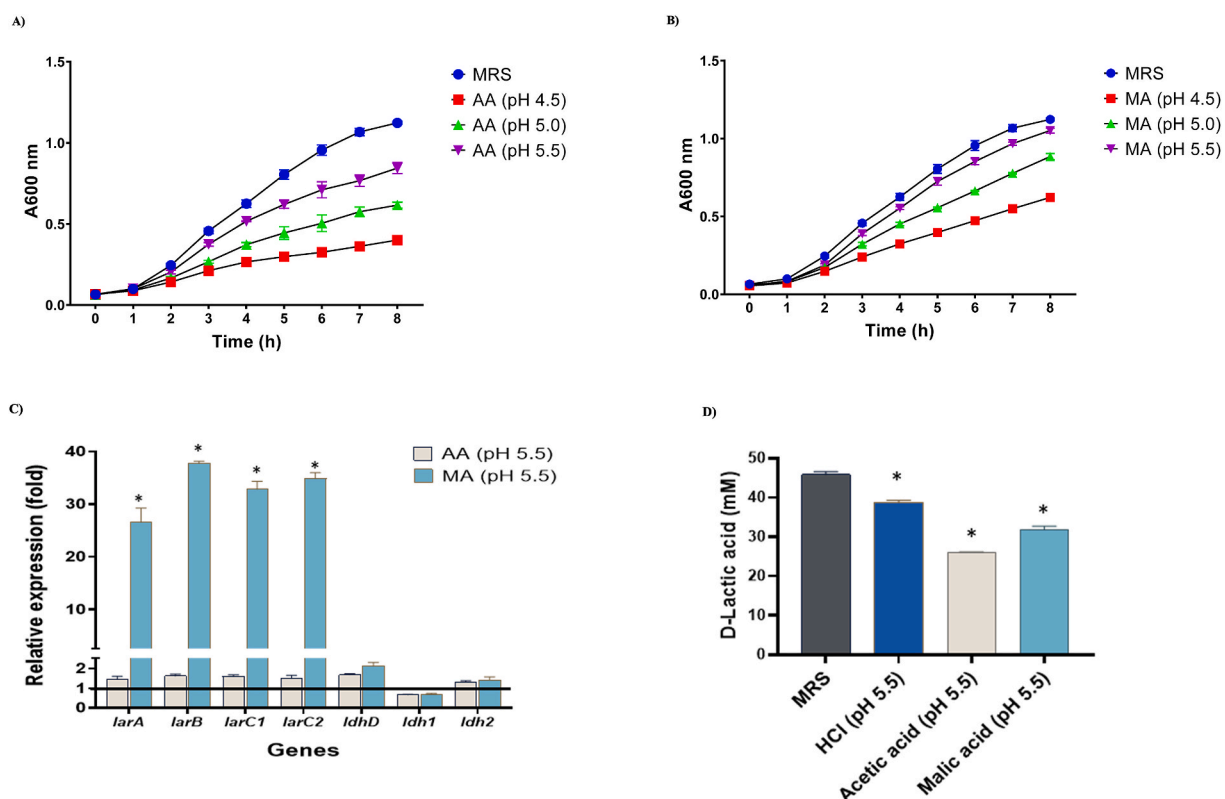 A)
1.5
1.0
0.5
0.0
A600 nm
0 1 2 3 4 5 6 7 8
Time (h)
MRS
AA (pH 4.5)
AA (pH 5.0)
AA (pH 5.5)
B)
1.5
1.0
0.5
0.0
A600 nm
0 1 2 3 4 5 6 7 8
Time (h)
MRS
MA (pH 4.5)
MA (pH 5.0)
MA (pH 5.5)
C)
40
30
20
10
2
1
0
Relative expression (fold)
* * * *
AA (pH 5.5)
MA (pH 5.5)
larA larB larC1 larC2 ldhD ldh1 ldh2
Genes
D)
50
40
30
20
10
0
D-Lactic acid (mM)
* * *
MRS
HCl (pH 5.5)
Acetic acid (pH 5.5)
Malic acid (pH 5.5)